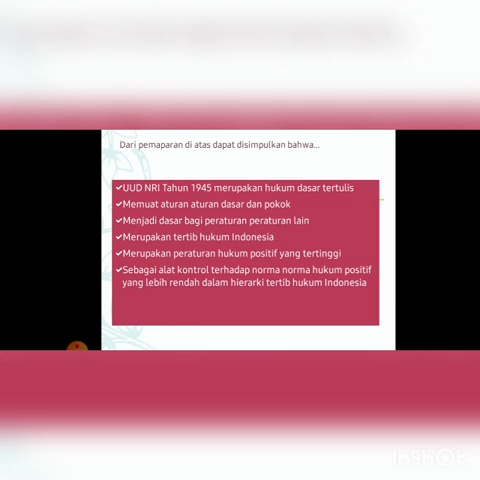 Dari pemaparan di atas dapat disimpulkan bahwa...
✓UUD NRI Tahun 1945 merupakan hukum dasar tertulis
✓Memuat aturan aturan dasar dan pokok
✓Menjadi dasar bagi peraturan peraturan lain
✓Merupakan tertib hukum Indonesia
✓Merupakan peraturan hukum positif yang tertinggi
✓Sebagai alat kontrol terhadap norma norma hukum positif
yang lebih rendah dalam hierarki tertib hukum Indonesia
InShOt